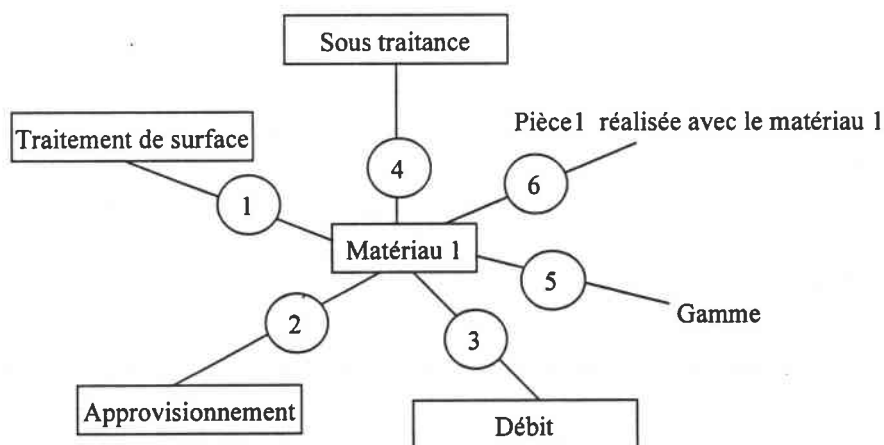 Sous traitance
Traitement de surface
Pièce1 réalisée avec le matériau 1
4
6
1
Matériau 1
5
2
3
Gamme
Approvisionnement
Débit